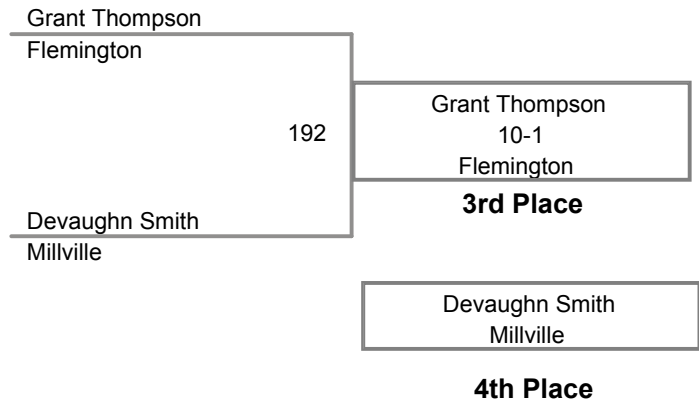 Grant Thompson
Flemington
192
Grant Thompson
10-1
Flemington
3rd Place
Devaughn Smith
Millville
Devaughn Smith
Millville
4th Place